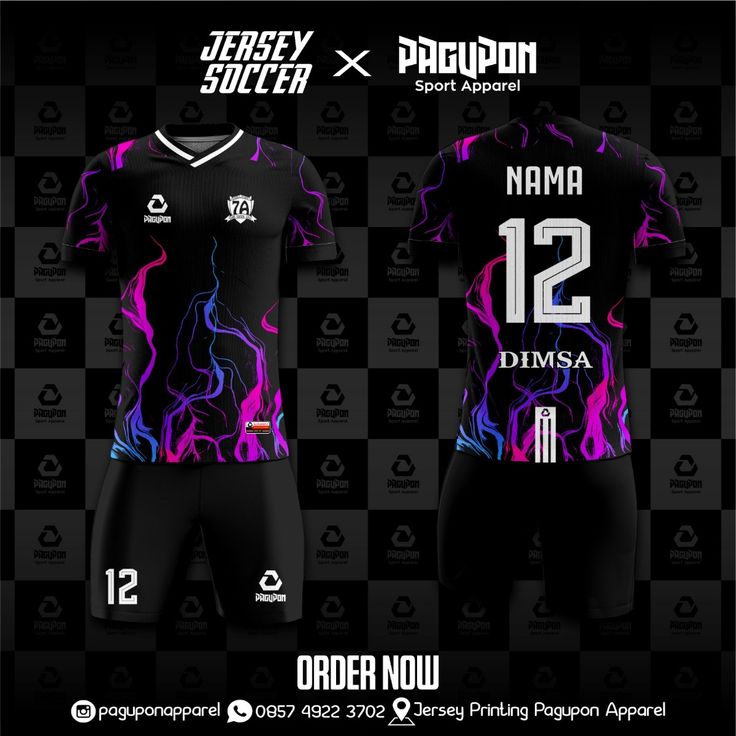 JERSEY
SOCCER
X
PAGUPON
Sport Apparel
PAGUPON
7A
NAMA
12
DIMSA
12
PAGUPON
ORDER NOW
paguponapparel
0857 4922 3702
Jersey Printing Pagupon Apparel